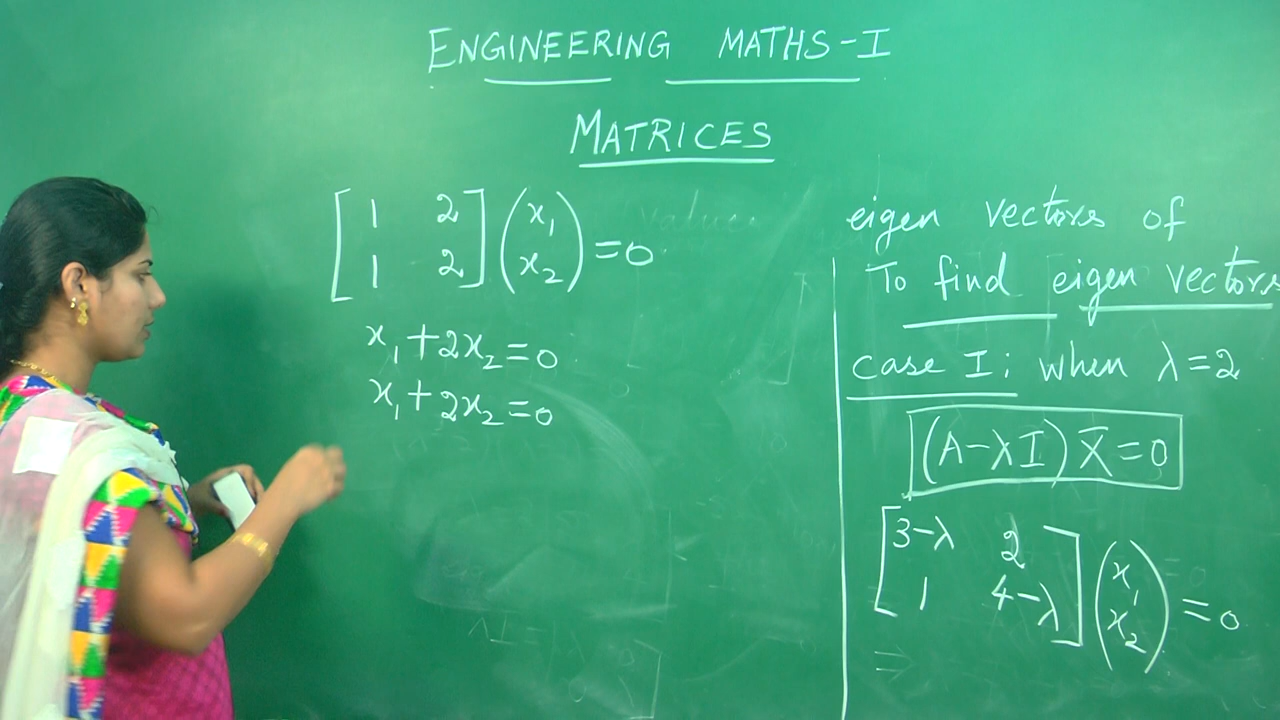 ENGINEERING MATHS-I
MATRICES
[1 2
1 2] (x₁
x₂) = 0
x₁ + 2x₂ = 0
x₁ + 2x₂ = 0
eigen vectors of
To find eigen vectors
case I; when λ=2
(A-λI) X̄ = 0
[3-λ 2
1 4-λ] (x₁
x₂) = 0
⇒